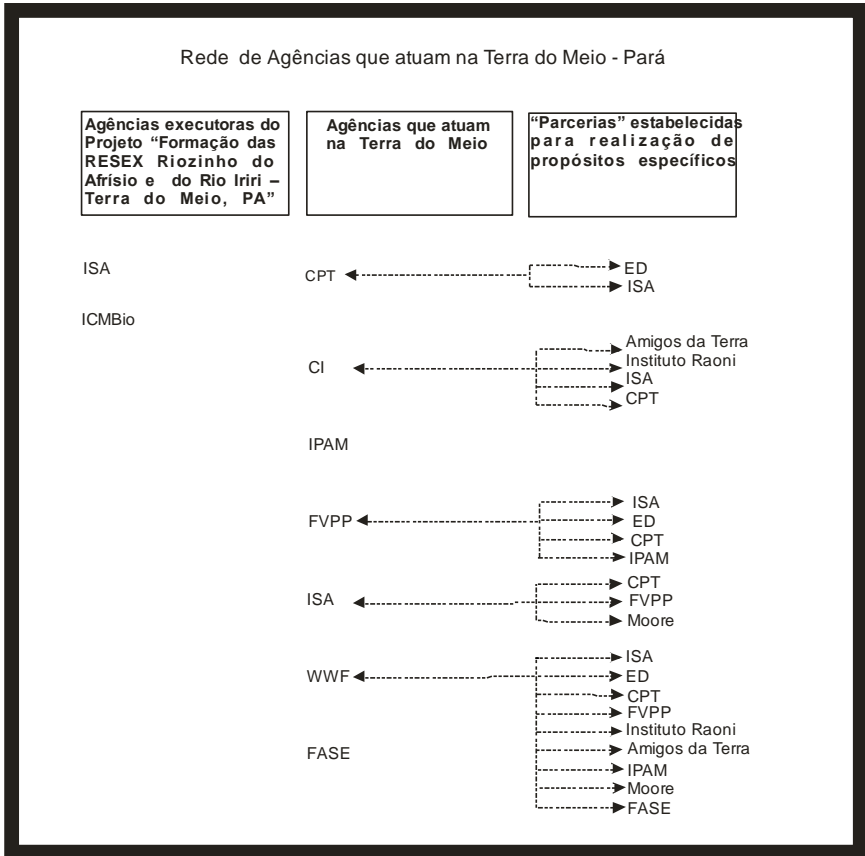 Rede de Agências que atuam na Terra do Meio - Pará
Agências executoras do
Projeto “Formação das
RESEX Riozinho do
Afrísio e do Rio Iriri –
Terra do Meio, PA”
Agências que atuam
na Terra do Meio
“Parcerias” estabelecidas
para realização de
propósitos específicos
ISA
ICMBio
CPT
ED
ISA
CI
Amigos da Terra
Instituto Raoni
ISA
CPT
IPAM
FVPP
ISA
ED
CPT
IPAM
ISA
CPT
FVPP
Moore
WWF
ISA
ED
CPT
FVPP
Instituto Raoni
Amigos da Terra
IPAM
Moore
FASE
FASE